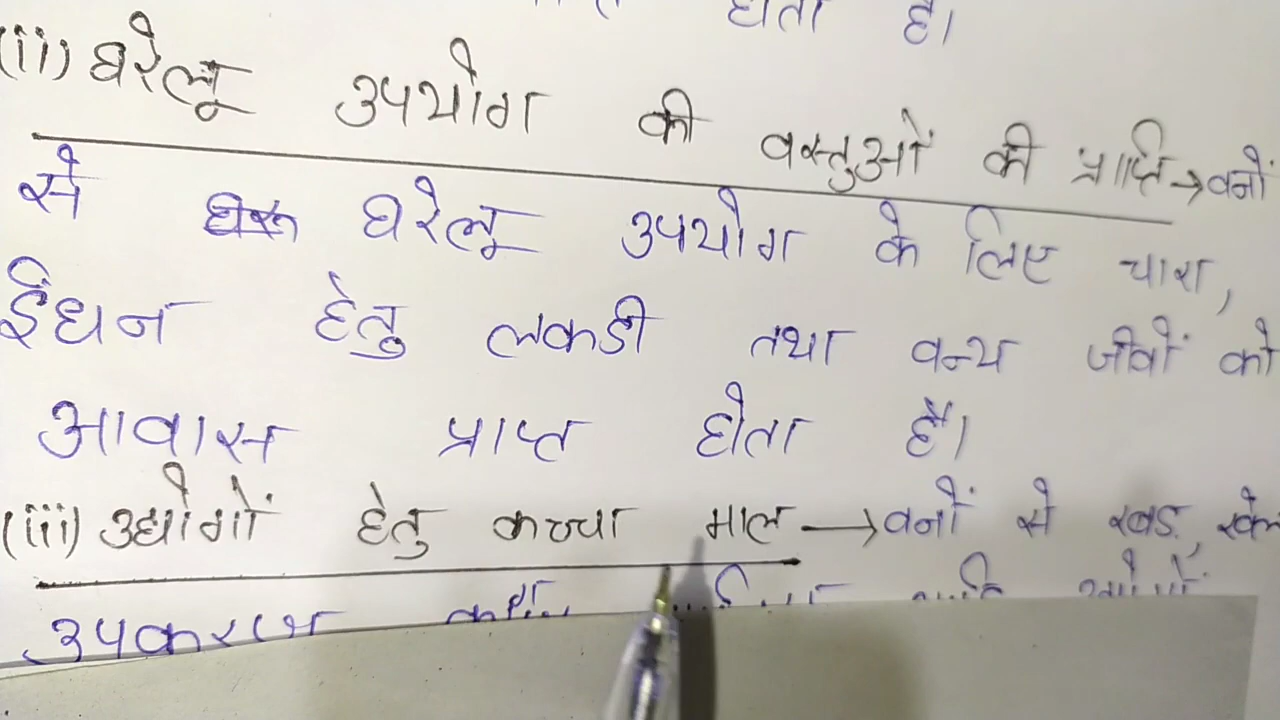 होता है।
(ii) घरेलू उपयोग की वस्तुओं की प्राप्ति → वनों
से घरेलू उपयोग के लिए चारा,
ईंधन हेतु लकडी तथा वन्य जीवों को
आवास प्राप्त होता है।
(iii) उद्योगों हेतु कच्चा माल → वनों से रबड, खेल
उपकरण